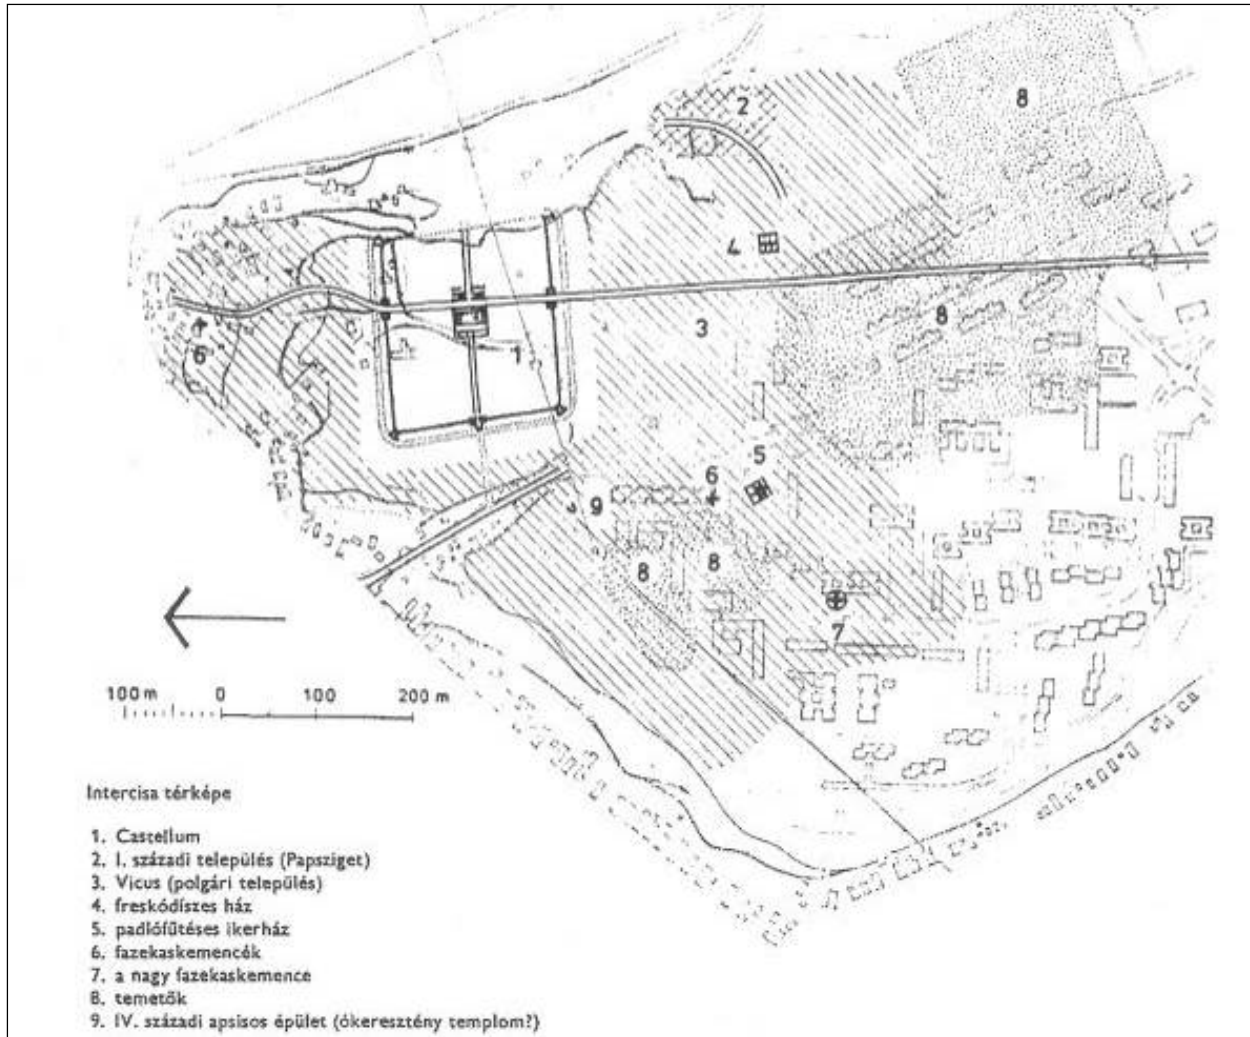 2
8
4
3
8
6
1
5
6
9
8
8
7
100 m 0 100 200 m
Intercisa térképe
1. Castellum
2. I. századi település (Papsziget)
3. Vicus (polgári település)
4. freskódíszes ház
5. padlófűtéses ikerház
6. fazekaskemencék
7. a nagy fazekaskemence
8. temetők
9. IV. századi apsisos épület (ókeresztény templom?)